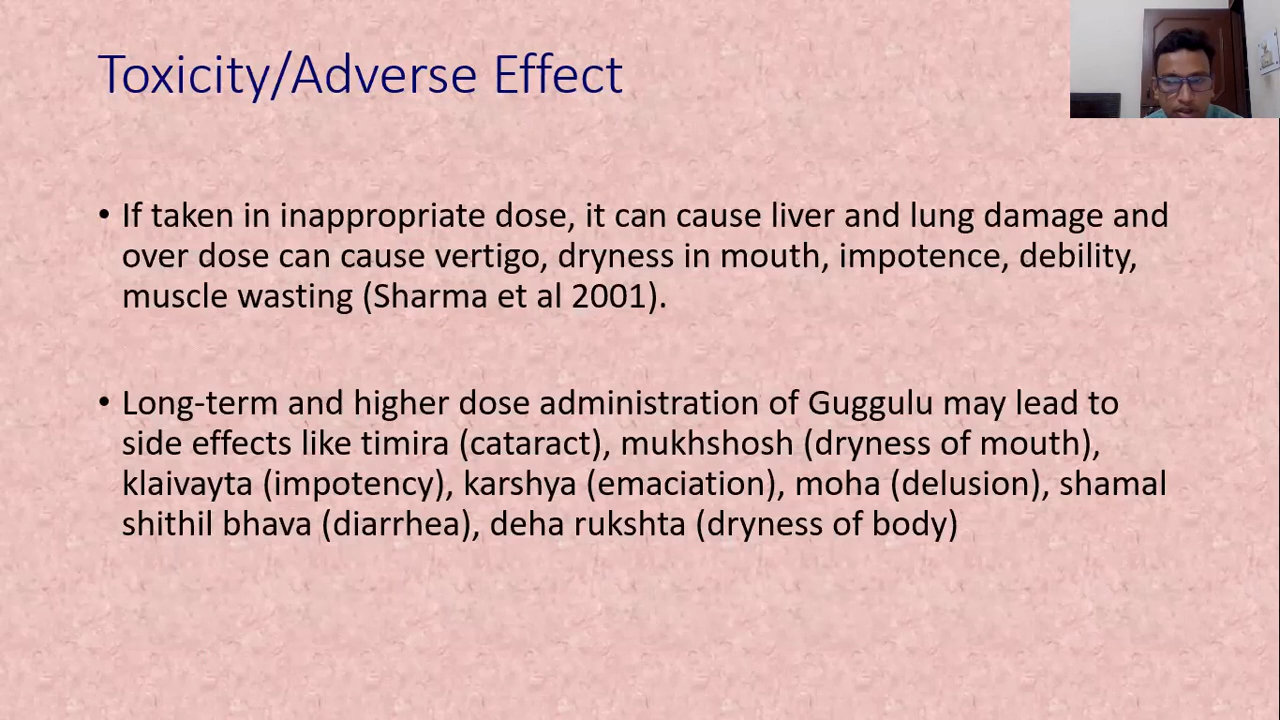 Toxicity/Adverse Effect
• If taken in inappropriate dose, it can cause liver and lung damage and
over dose can cause vertigo, dryness in mouth, impotence, debility,
muscle wasting (Sharma et al 2001).
• Long-term and higher dose administration of Guggulu may lead to
side effects like timira (cataract), mukhshosh (dryness of mouth),
klaivayta (impotency), karshya (emaciation), moha (delusion), shamal
shithil bhava (diarrhea), deha rukshta (dryness of body)